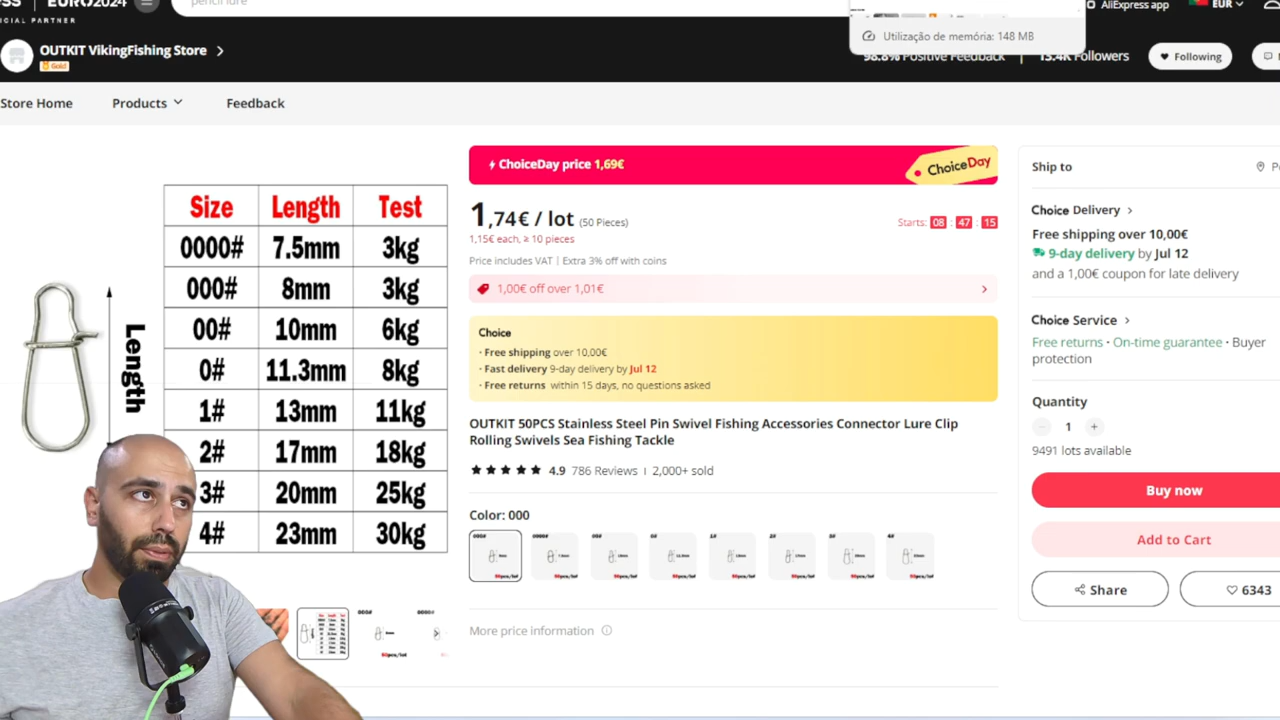 EURO2024
ICIAL PARTNER
AliExpress app
EUR
Utilização de memória: 148 MB
OUTKIT VikingFishing Store
Gold
98.8% Positive Feedback
13.4K Followers
Following
Store Home
Products
Feedback
Size Length Test
0000# 7.5mm 3kg
000# 8mm 3kg
00# 10mm 6kg
0# 11.3mm 8kg
1# 13mm 11kg
2# 17mm 18kg
3# 20mm 25kg
4# 23mm 30kg
Length
ChoiceDay price 1,69€
ChoiceDay
1,74€ / lot (50 Pieces)
Starts: 08 : 47 : 15
1,15€ each, ≥ 10 pieces
Price includes VAT | Extra 3% off with coins
1,00€ off over 1,01€
Choice
· Free shipping over 10,00€
· Fast delivery 9-day delivery by Jul 12
· Free returns within 15 days, no questions asked
OUTKIT 50PCS Stainless Steel Pin Swivel Fishing Accessories Connector Lure Clip
Rolling Swivels Sea Fishing Tackle
4.9 786 Reviews | 2,000+ sold
Color: 000
More price information
Ship to
Choice Delivery
Free shipping over 10,00€
9-day delivery by Jul 12
and a 1,00€ coupon for late delivery
Choice Service
Free returns · On-time guarantee · Buyer
protection
Quantity
- 1 +
9491 lots available
Buy now
Add to Cart
Share
6343